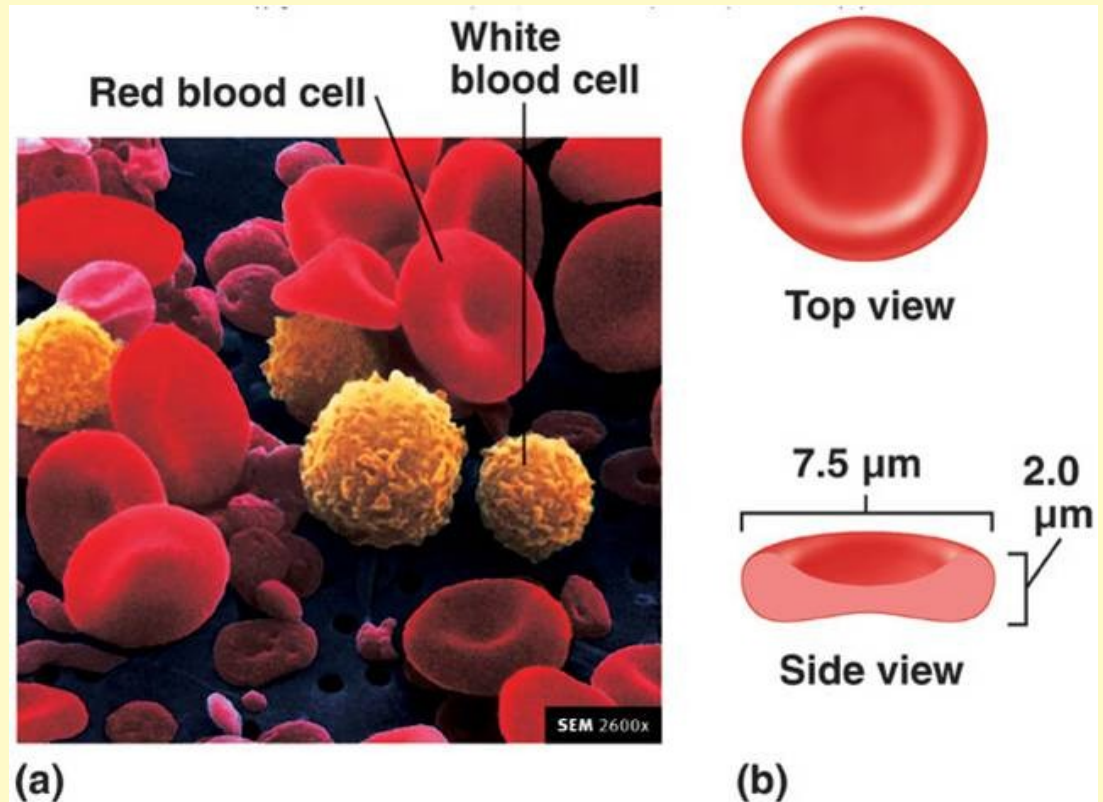 White
blood cell
Red blood cell
SEM 2600x
(a)
Top view
7.5 µm
2.0
µm
Side view
(b)